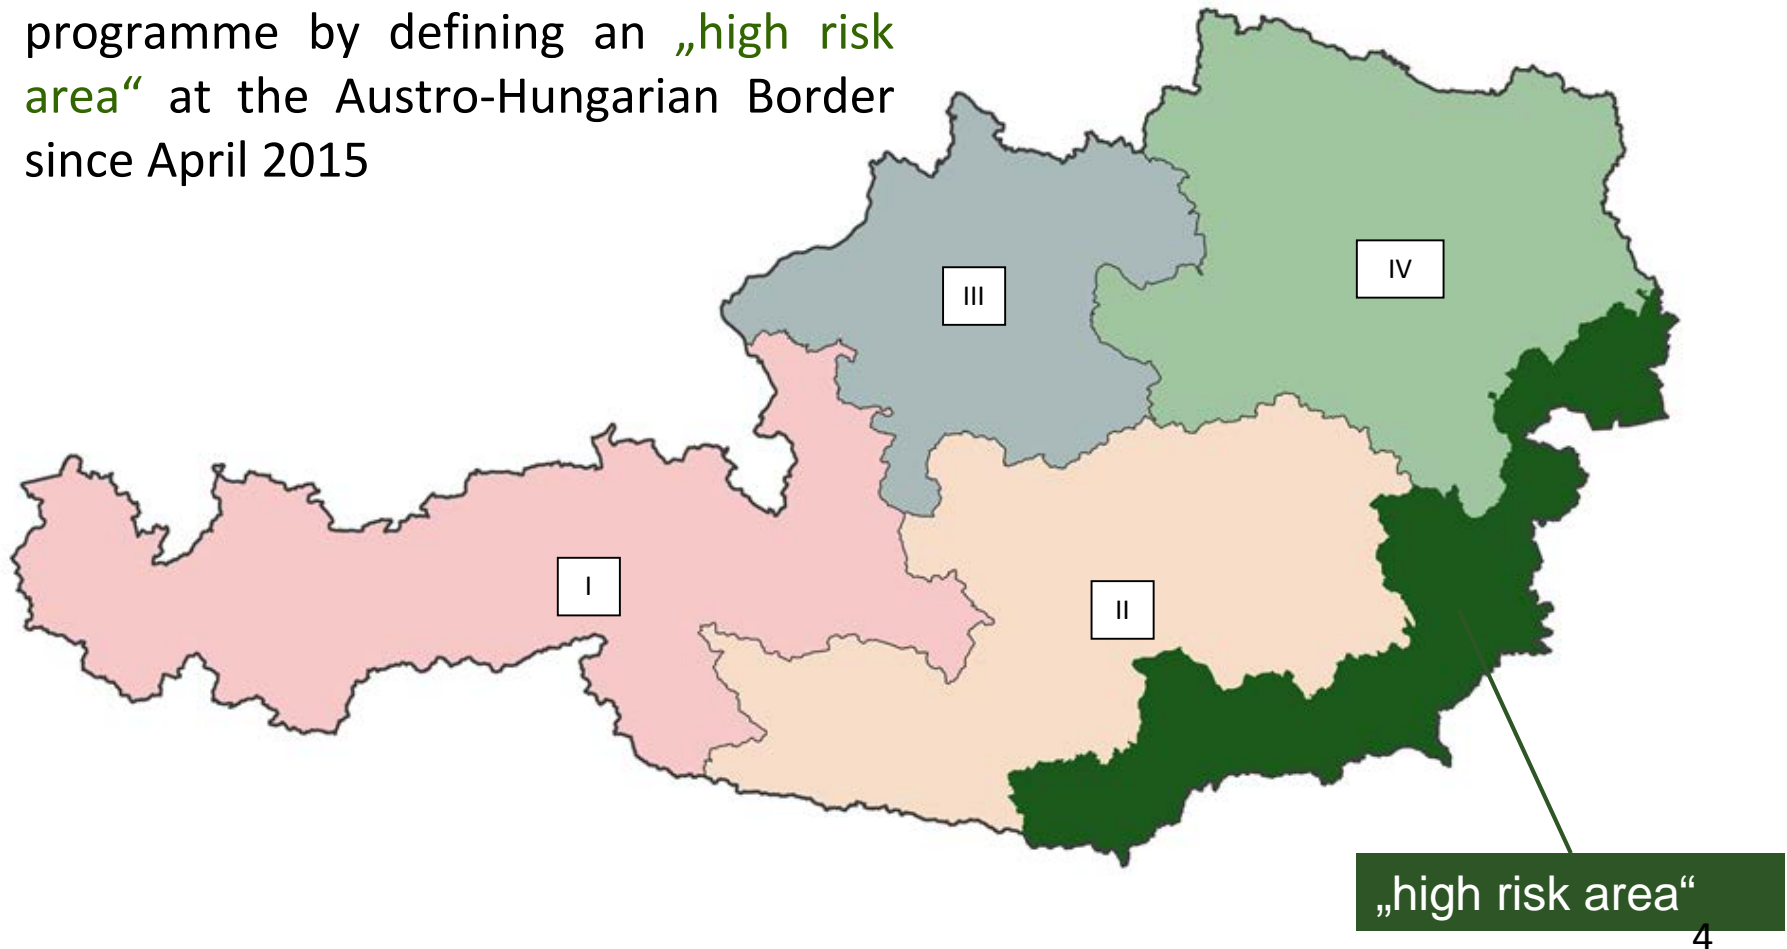 programme by defining an „high risk
area“ at the Austro-Hungarian Border
since April 2015
IV
III
I
II
„high risk area“
4